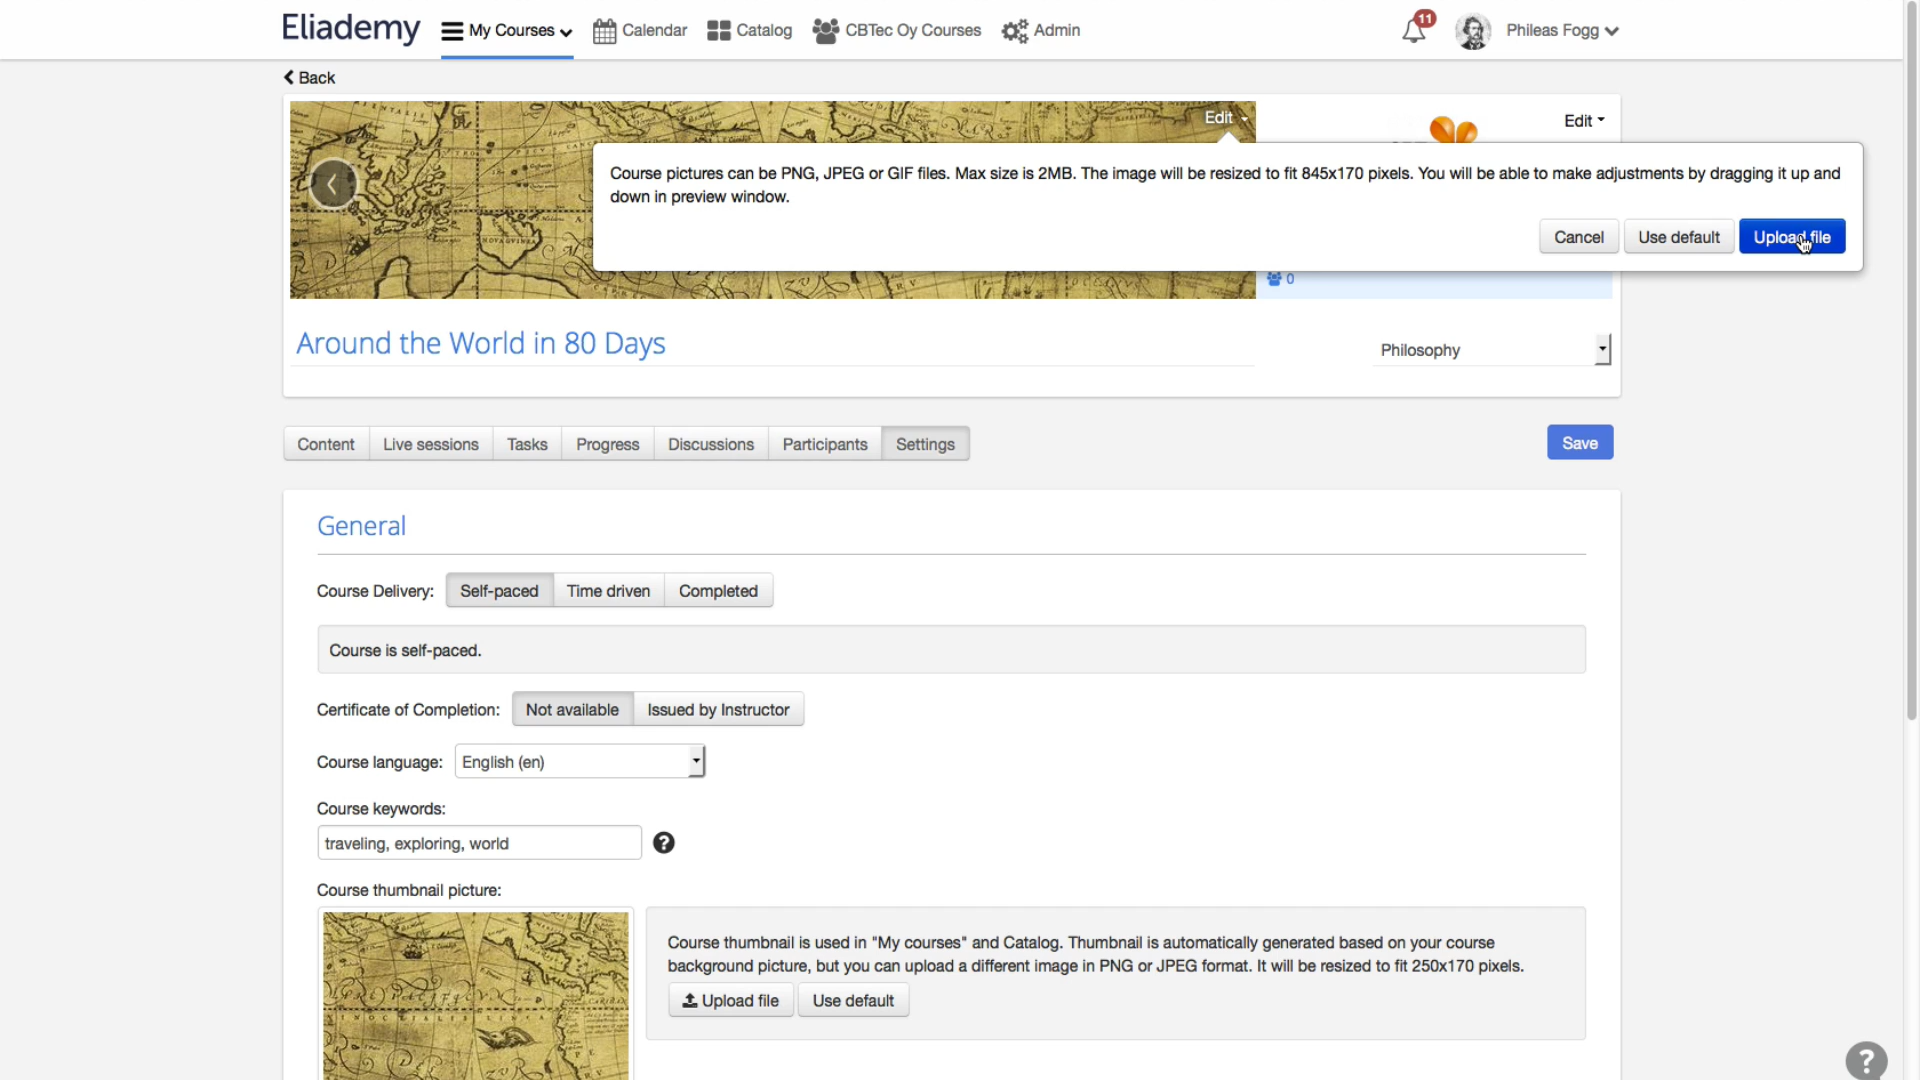 Eliademy
My Courses
Calendar
Catalog
CBTec Oy Courses
Admin
11
Phileas Fogg
Back
Edit
Edit
Course pictures can be PNG, JPEG or GIF files. Max size is 2MB. The image will be resized to fit 845x170 pixels. You will be able to make adjustments by dragging it up and
down in preview window.
Cancel
Use default
Upload file
NOVA GVINEA
0
Around the World in 80 Days
Philosophy
Content
Live sessions
Tasks
Progress
Discussions
Participants
Settings
Save
General
Course Delivery:
Self-paced
Time driven
Completed
Course is self-paced.
Certificate of Completion:
Not available
Issued by Instructor
Course language:
English (en)
Course keywords:
traveling, exploring, world
?
Course thumbnail picture:
Course thumbnail is used in "My courses" and Catalog. Thumbnail is automatically generated based on your course
background picture, but you can upload a different image in PNG or JPEG format. It will be resized to fit 250x170 pixels.
Upload file
Use default
?